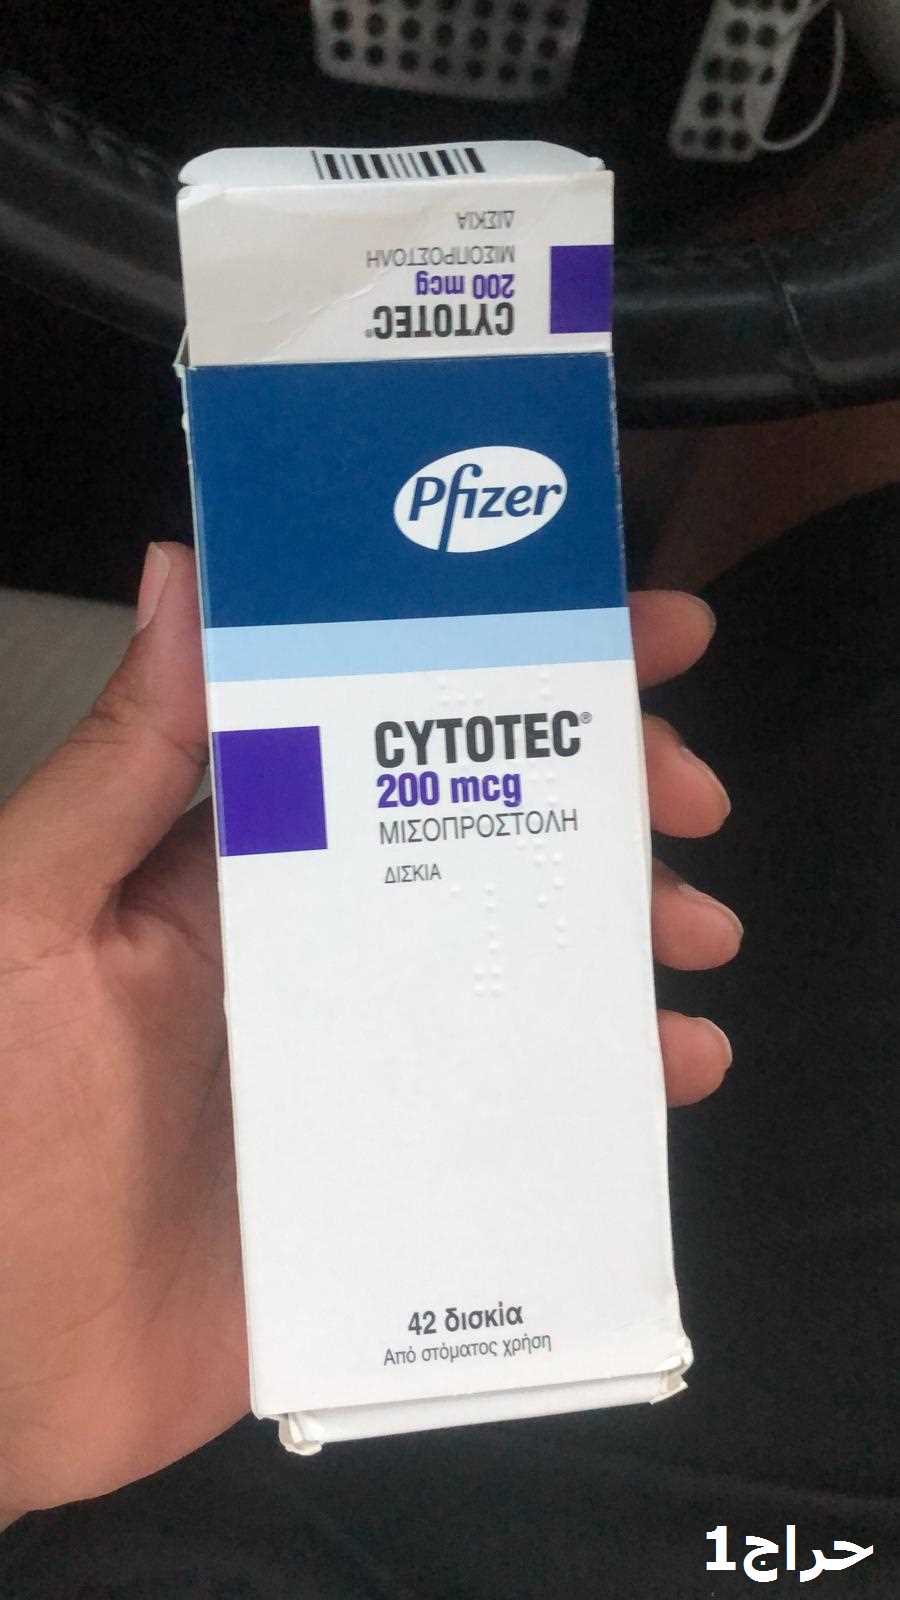 ΔΙΣΚΙΑ
ΜΙΣΟΠΡΟΣΤΟΛΗ
200 mcg
CYTOTEC®
Pfizer
CYTOTEC®
200 mcg
ΜΙΣΟΠΡΟΣΤΟΛΗ
ΔΙΣΚΙΑ
42 δισκία
Από στόματος χρήση
حراج1